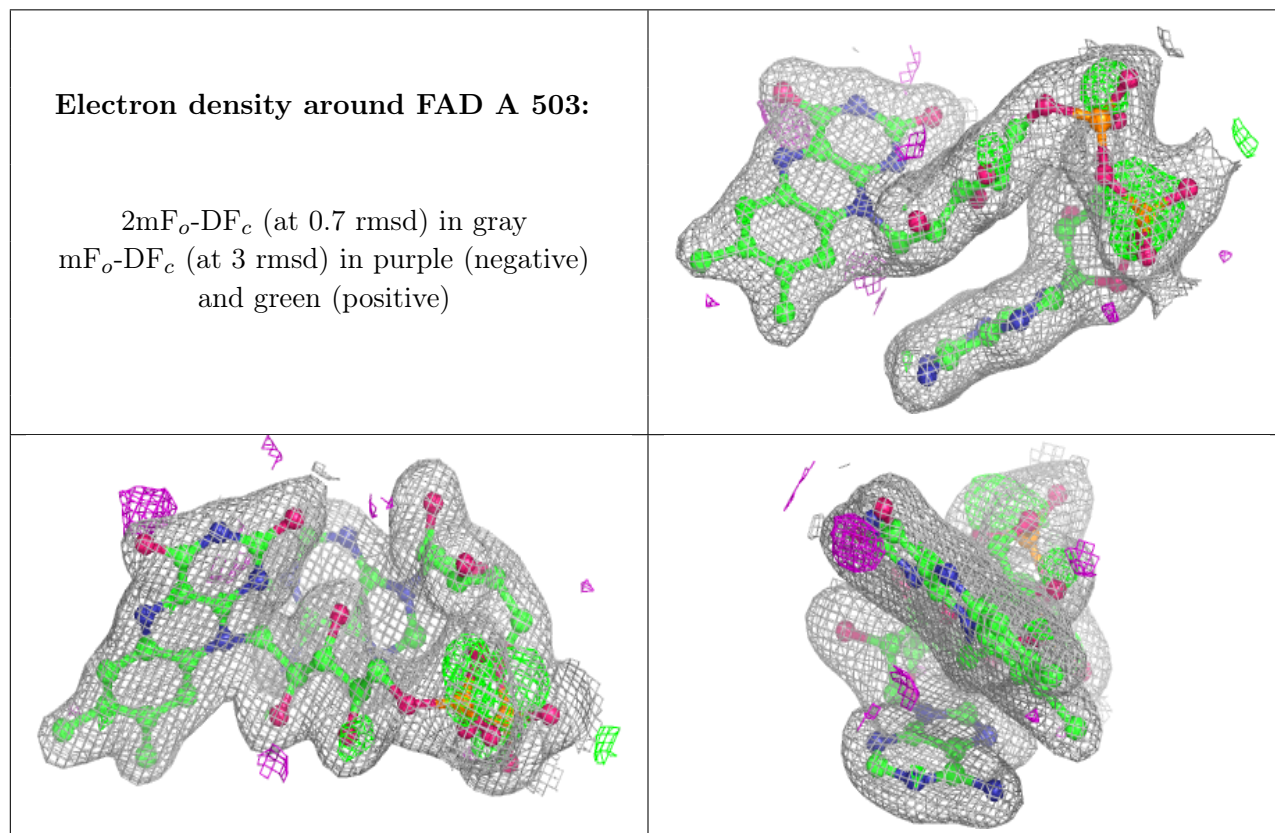 Electron density around FAD A 503:
2mFo-DFc (at 0.7 rmsd) in gray
mFo-DFc (at 3 rmsd) in purple (negative)
and green (positive)